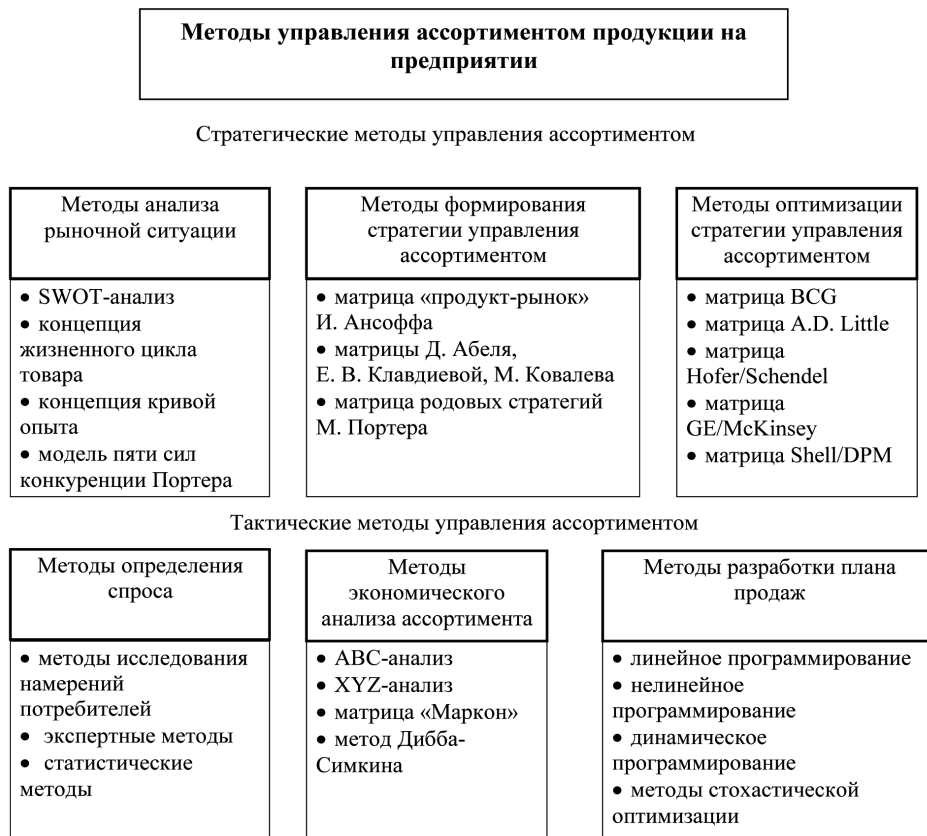 Методы управления ассортиментом продукции на
предприятии
Стратегические методы управления ассортиментом
Методы анализа
рыночной ситуации
• SWOT-анализ
• концепция
жизненного цикла
товара
• концепция кривой
опыта
• модель пяти сил
конкуренции Портера
Методы формирования
стратегии управления
ассортиментом
• матрица «продукт-рынок»
И. Ансоффа
• матрицы Д. Абеля,
Е. В. Клавдиевой, М. Ковалева
• матрица родовых стратегий
М. Портера
Методы оптимизации
стратегии управления
ассортиментом
• матрица BCG
• матрица A.D. Little
• матрица
Hofer/Schendel
• матрица
GE/McKinsey
• матрица Shell/DPM
Тактические методы управления ассортиментом
Методы определения
спроса
• методы исследования
намерений
потребителей
• экспертные методы
• статистические
методы
Методы
экономического
анализа ассортимента
• ABC-анализ
• XYZ-анализ
• матрица «Маркон»
• метод Дибба-
Симкина
Методы разработки плана
продаж
• линейное программирование
• нелинейное
программирование
• динамическое
программирование
• методы стохастической
оптимизации